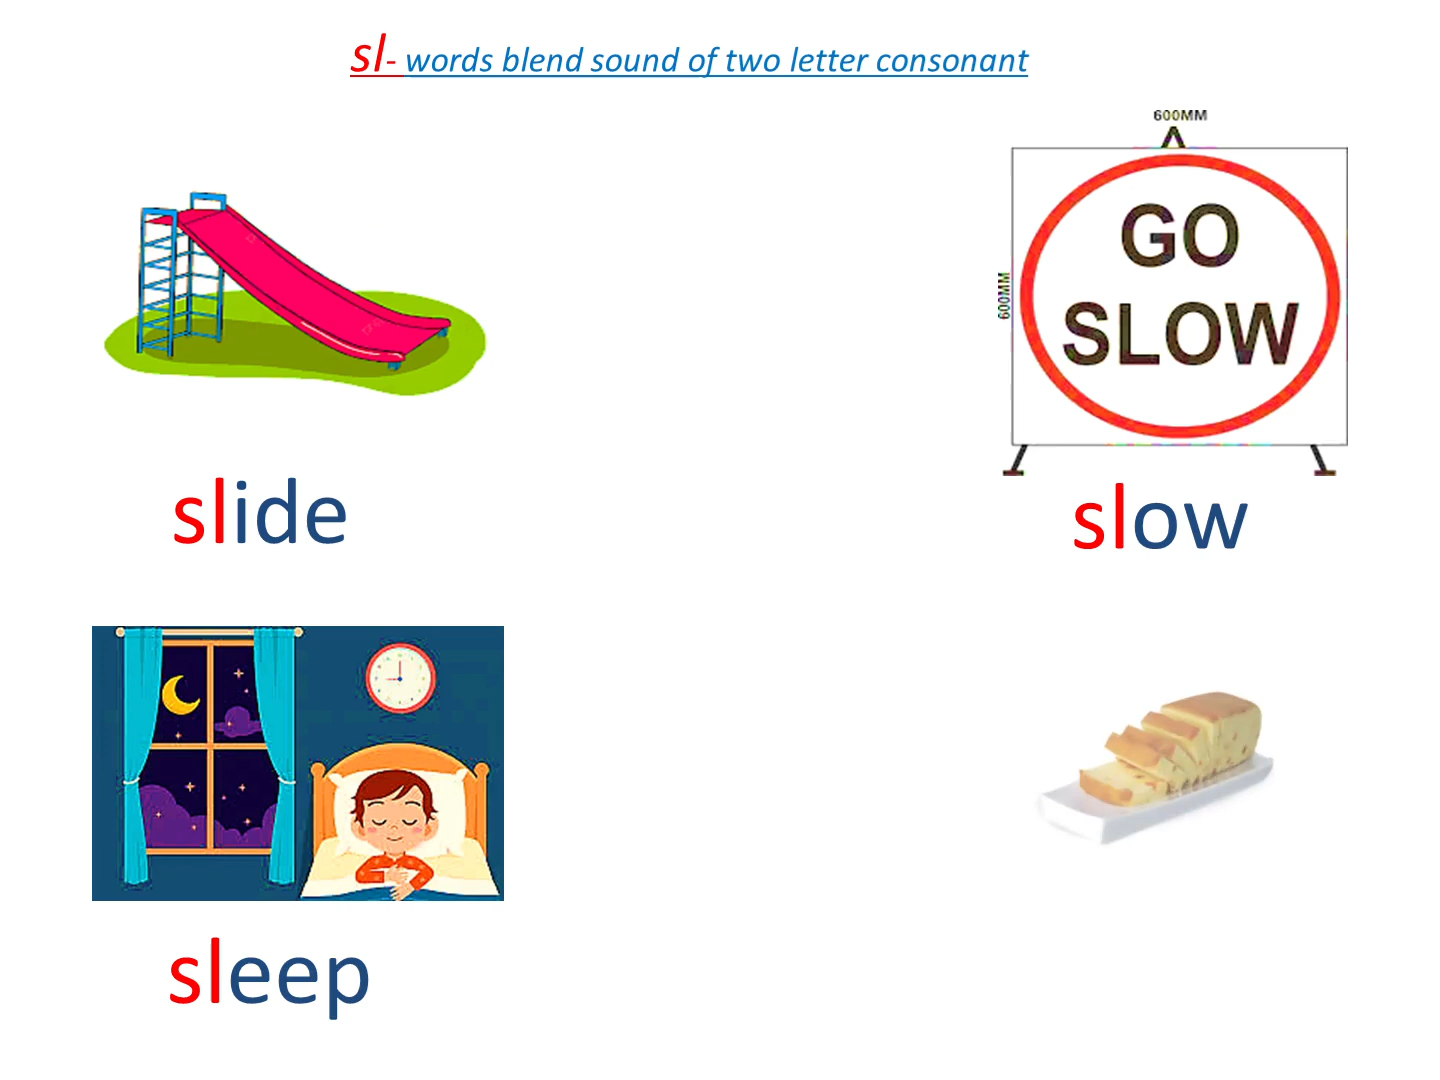 sl- words blend sound of two letter consonant
600MM
600MM
GO
SLOW
slide
slow
sleep